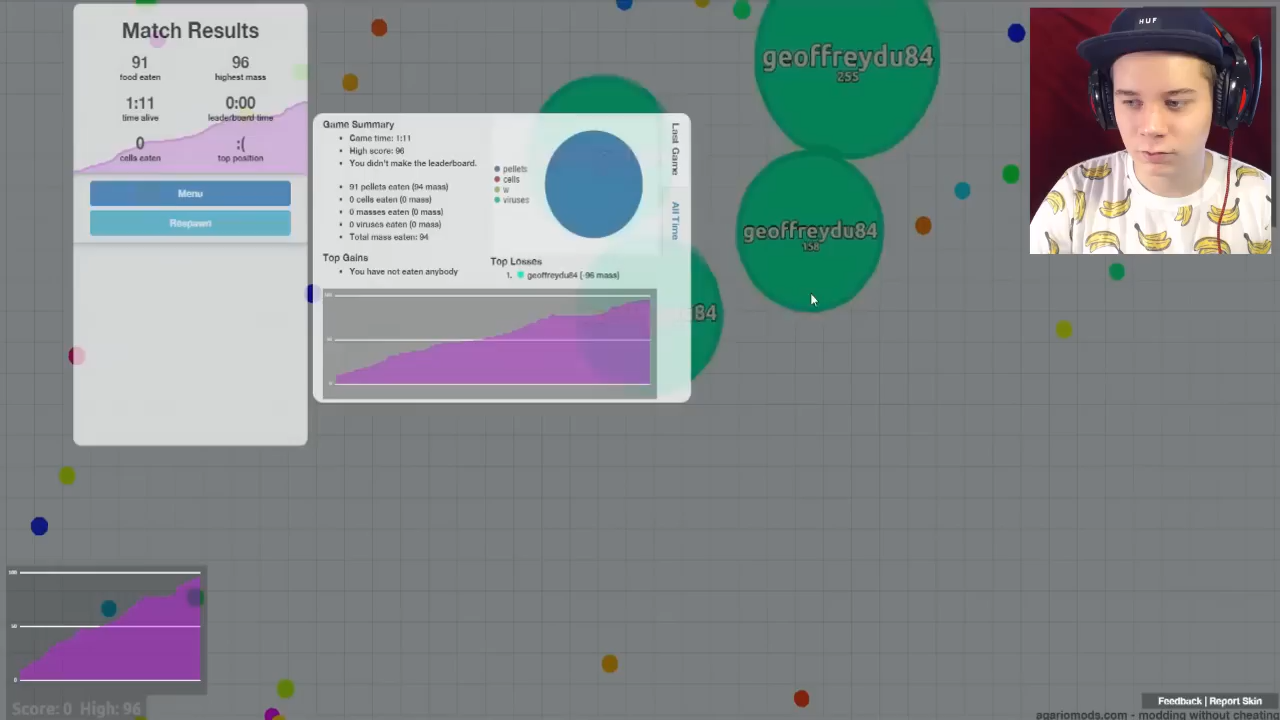 Match Results
91
food eaten
96
highest mass
1:11
time alive
0:00
leaderboard time
0
cells eaten
:(
top position
Menu
Respawn
Game Summary
Game time: 1:11
High score: 96
You didn't make the leaderboard.
91 pellets eaten (94 mass)
0 cells eaten (0 mass)
0 masses eaten (0 mass)
0 viruses eaten (0 mass)
Total mass eaten: 94
pellets
cells
w
viruses
Last Game
All Time
Top Gains
You have not eaten anybody
Top Losses
1. geoffreydu84 (-96 mass)
geoffreydu84
255
geoffreydu84
158
du84
HUF
Score: 0 High: 96
Feedback | Report Skin
agariomods.com - modding without cheating